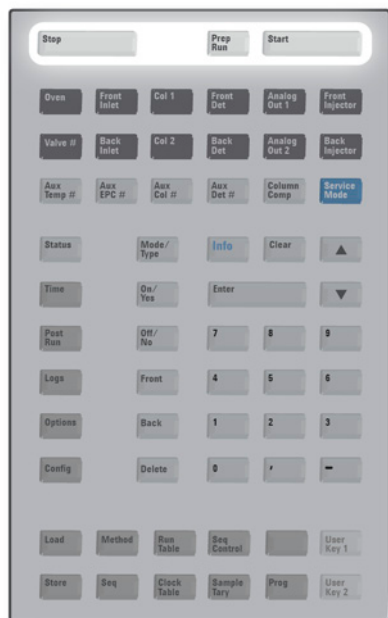 Stop Prep Run Start
Oven Front Inlet Col 1 Front Det Analog Out 1 Front Injector
Valve # Back Inlet Col 2 Back Det Analog Out 2 Back Injector
Aux Temp # Aux EPC # Aux Col # Aux Det # Column Comp Service Mode
Status Mode/Type Info Clear ▲
Time On/Yes Enter ▼
Post Run Off/No 7 8 9
Logs Front 4 5 6
Options Back 1 2 3
Config Delete 0 , -
Load Method Run Table Seq Control User Key 1
Store Seq Clock Table Sample Tary Prog User Key 2